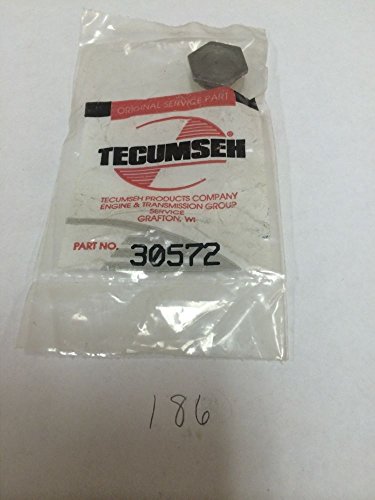 ORIGINAL SERVICE PART
TECUMSEH®
TECUMSEH PRODUCTS COMPANY
ENGINE & TRANSMISSION GROUP
SERVICE
GRAFTON, WI
PART NO. 30572
186